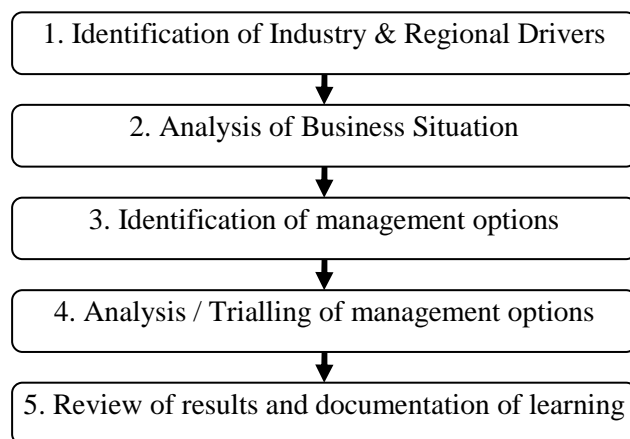 1. Identification of Industry & Regional Drivers
2. Analysis of Business Situation
3. Identification of management options
4. Analysis / Trialling of management options
5. Review of results and documentation of learning